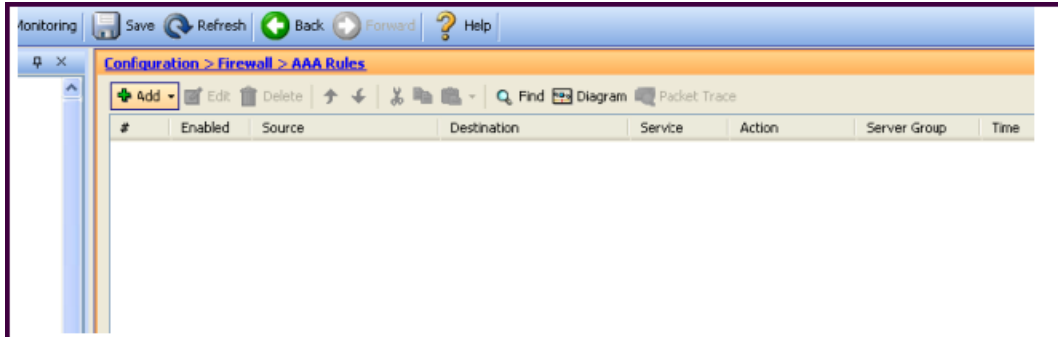 Monitoring Save Refresh Back Forward Help
Configuration > Firewall > AAA Rules
Add Edit Delete Find Diagram Packet Trace
# Enabled Source Destination Service Action Server Group Time